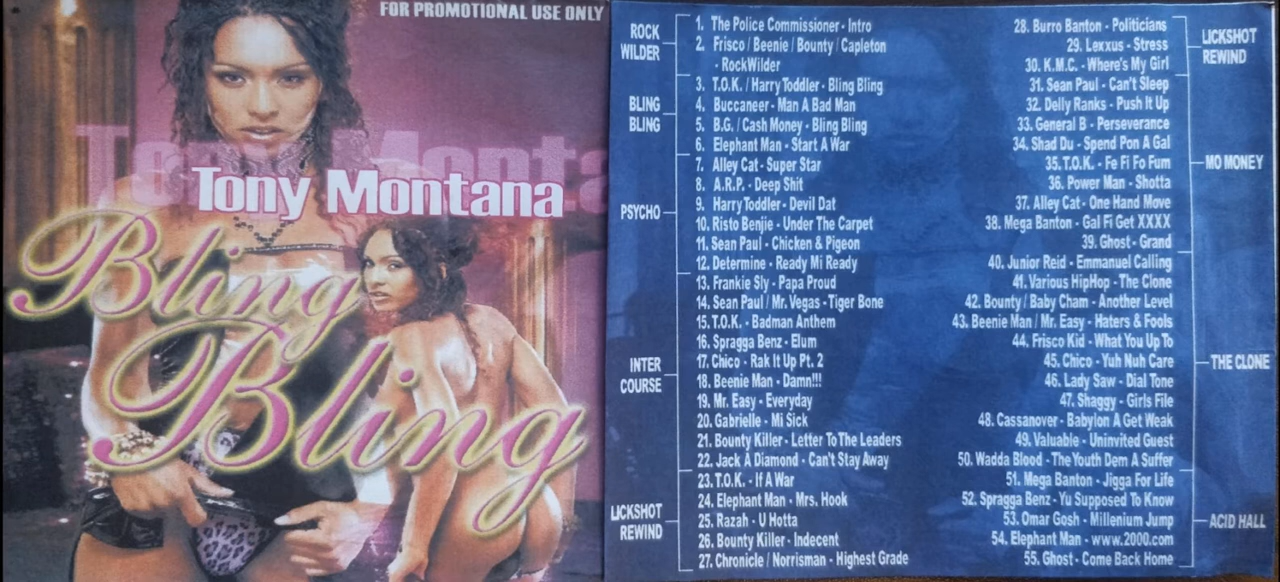 FOR PROMOTIONAL USE ONLY
Tony Montana
Tony Montana
Bling
Bling
ROCK
WILDER
1. The Police Commissioner - Intro
2. Frisco / Beenie / Bounty / Capleton
- RockWilder
BLING
BLING
3. T.O.K. / Harry Toddler - Bling Bling
4. Buccaneer - Man A Bad Man
5. B.G. / Cash Money - Bling Bling
6. Elephant Man - Start A War
PSYCHO
7. Alley Cat - Super Star
8. A.R.P. - Deep Shit
9. Harry Toddler - Devil Dat
10. Risto Benjie - Under The Carpet
11. Sean Paul - Chicken & Pigeon
12. Determine - Ready Mi Ready
INTER
COURSE
13. Frankie Sly - Papa Proud
14. Sean Paul / Mr. Vegas - Tiger Bone
15. T.O.K. - Badman Anthem
16. Spragga Benz - Elum
17. Chico - Rak It Up Pt. 2
18. Beenie Man - Damn!!!
19. Mr. Easy - Everyday
20. Gabrielle - Mi Sick
21. Bounty Killer - Letter To The Leaders
22. Jack A Diamond - Can't Stay Away
LICKSHOT
REWIND
23. T.O.K. - If A War
24. Elephant Man - Mrs. Hook
25. Razah - U Hotta
26. Bounty Killer - Indecent
27. Chronicle / Norrisman - Highest Grade
28. Burro Banton - Politicians
29. Lexxus - Stress
30. K.M.C. - Where's My Girl
LICKSHOT
REWIND
31. Sean Paul - Can't Sleep
32. Delly Ranks - Push It Up
33. General B - Perseverance
34. Shad Du - Spend Pon A Gal
35. T.O.K. - Fe Fi Fo Fum
36. Power Man - Shotta
37. Alley Cat - One Hand Move
38. Mega Banton - Gal Fi Get XXXX
39. Ghost - Grand
MO MONEY
40. Junior Reid - Emmanuel Calling
41. Various HipHop - The Clone
42. Bounty / Baby Cham - Another Level
43. Beenie Man / Mr. Easy - Haters & Fools
44. Frisco Kid - What You Up To
45. Chico - Yuh Nuh Care
46. Lady Saw - Dial Tone
47. Shaggy - Girls File
48. Cassanover - Babylon A Get Weak
49. Valuable - Uninvited Guest
50. Wadda Blood - The Youth Dem A Suffer
THE CLONE
51. Mega Banton - Jigga For Life
52. Spragga Benz - Yu Supposed To Know
53. Omar Gosh - Millenium Jump
54. Elephant Man - www.2000.com
55. Ghost - Come Back Home
ACID HALL